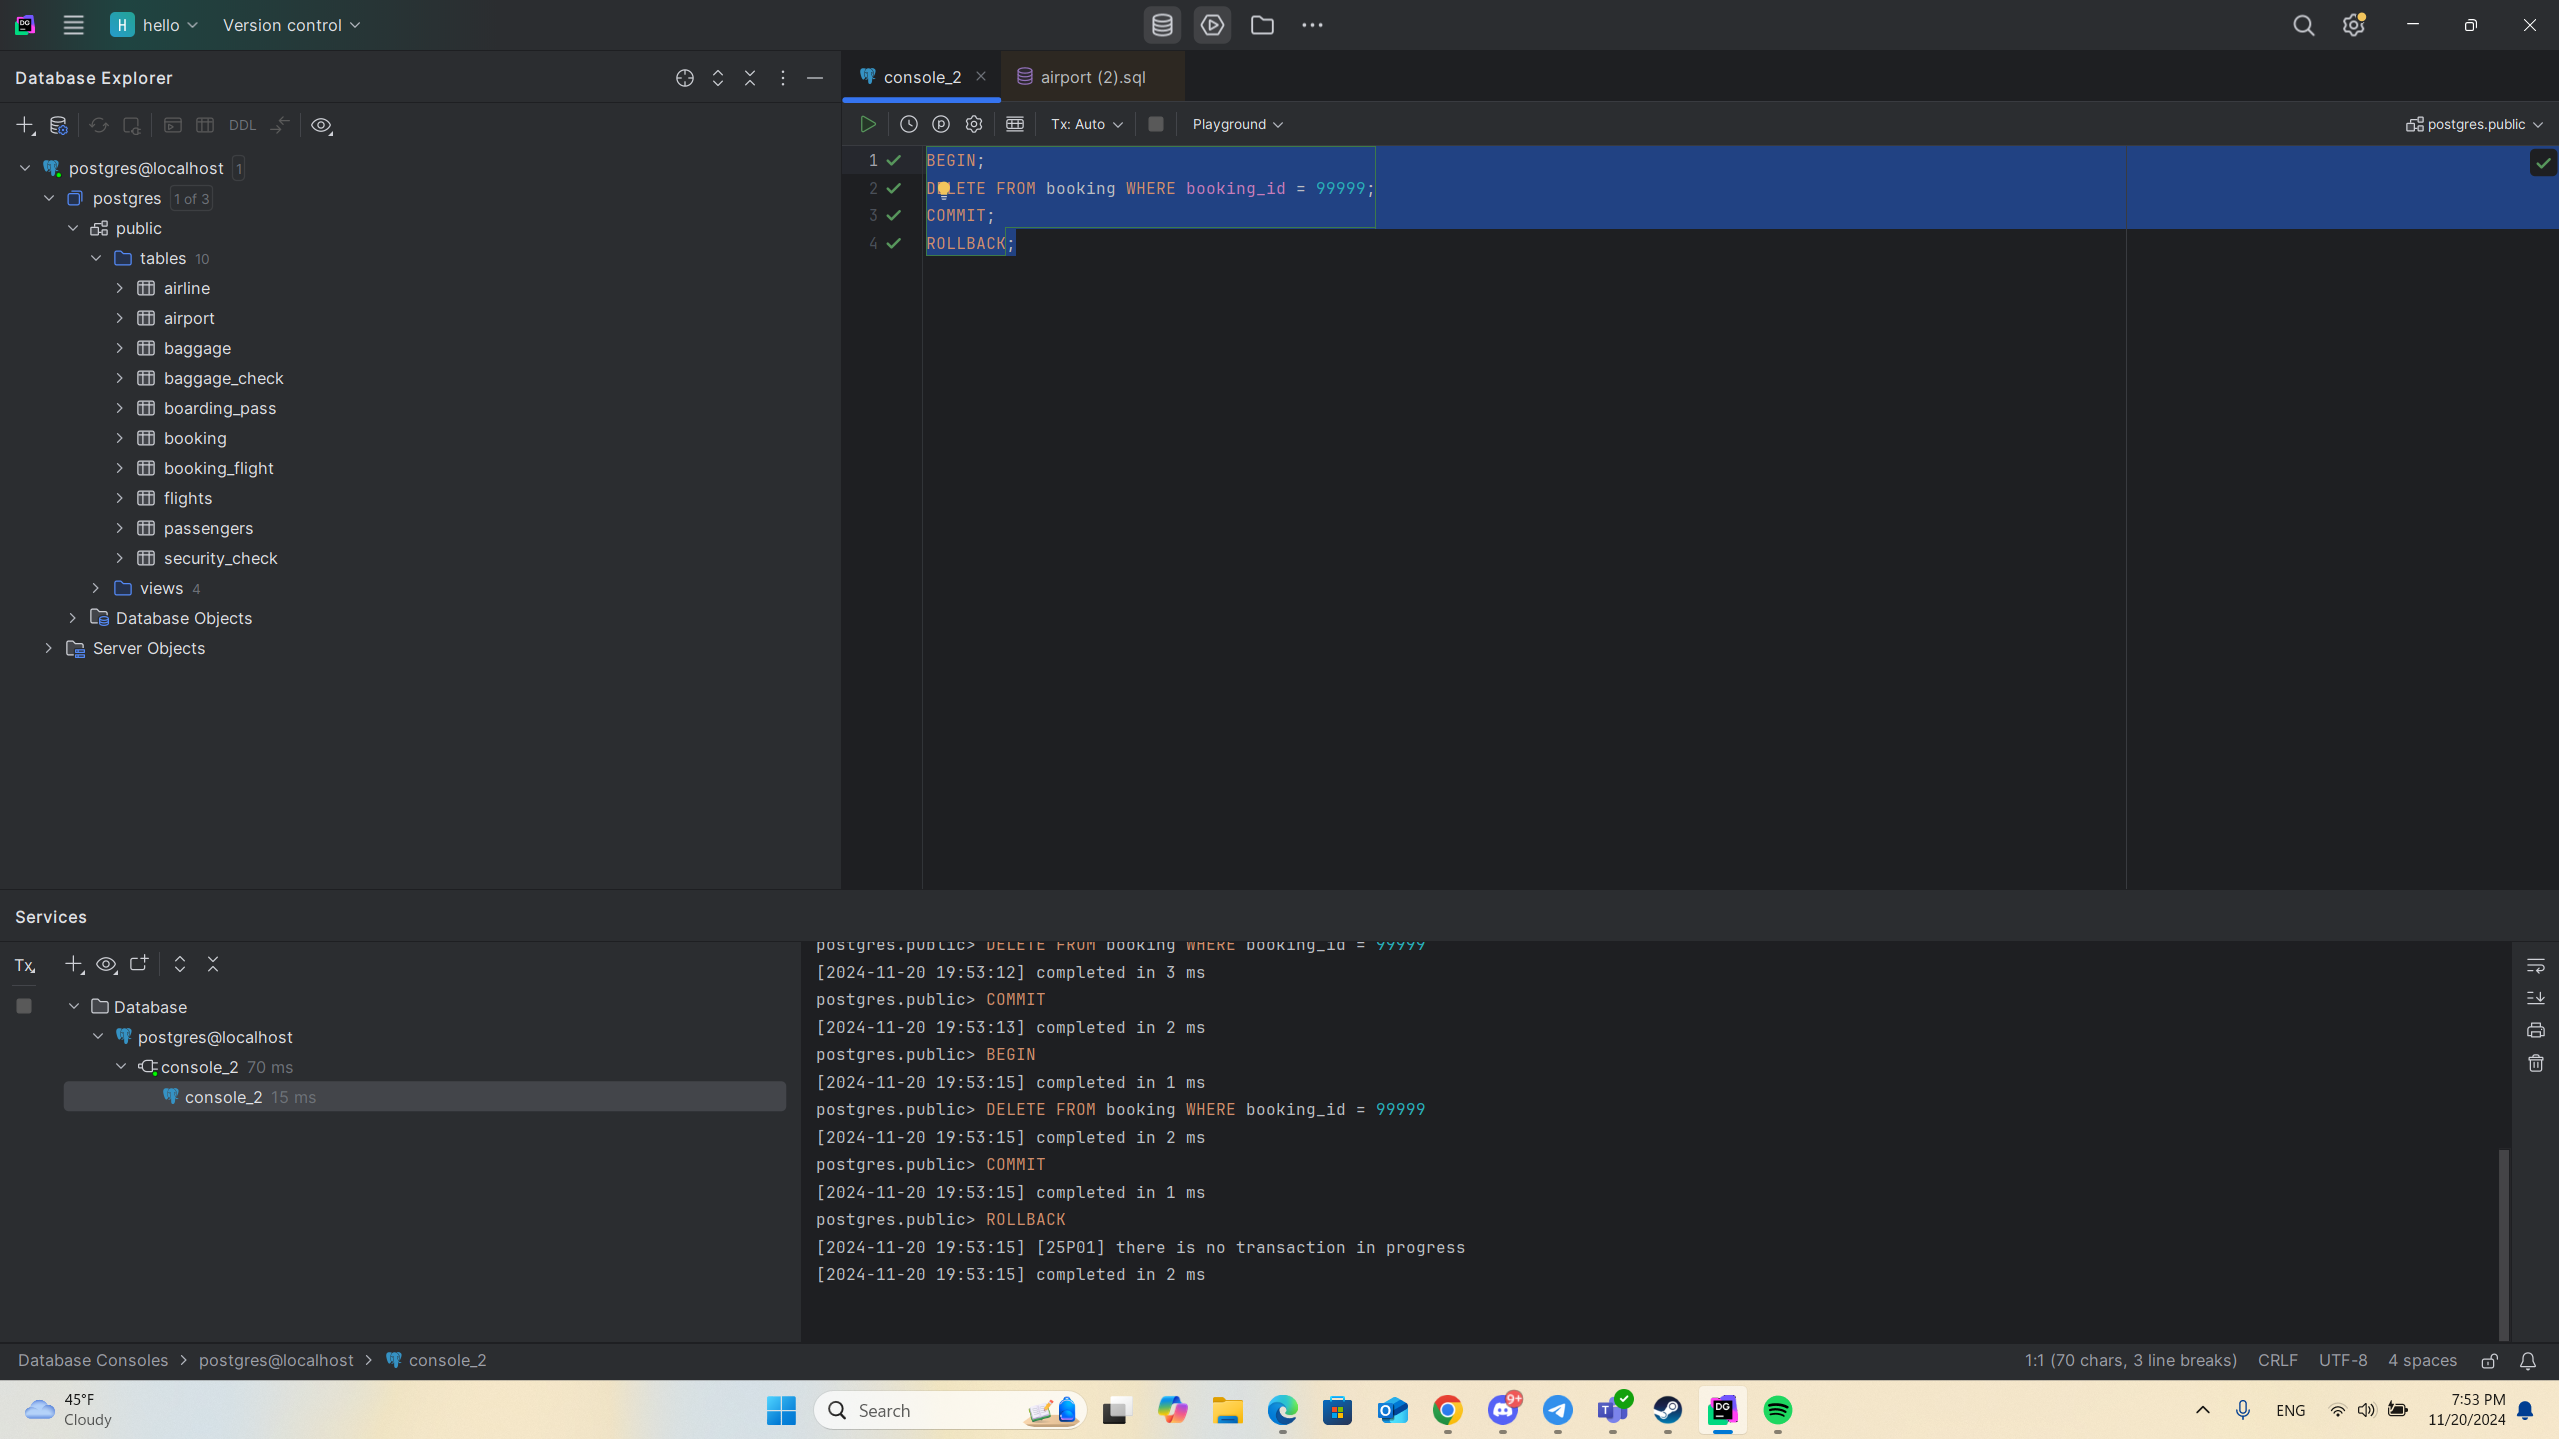 H hello Version control
Database Explorer
DDL
postgres@localhost 1
postgres 1 of 3
public
tables 10
airline
airport
baggage
baggage_check
boarding_pass
booking
booking_flight
flights
passengers
security_check
views 4
Database Objects
Server Objects
console_2 airport (2).sql
Tx: Auto Playground postgres.public
1 BEGIN;
2 DELETE FROM booking WHERE booking_id = 99999;
3 COMMIT;
4 ROLLBACK;
Services
Tx
Database
postgres@localhost
console_2 70 ms
console_2 15 ms
postgres.public> DELETE FROM booking WHERE booking_id = 99999
[2024-11-20 19:53:12] completed in 3 ms
postgres.public> COMMIT
[2024-11-20 19:53:13] completed in 2 ms
postgres.public> BEGIN
[2024-11-20 19:53:15] completed in 1 ms
postgres.public> DELETE FROM booking WHERE booking_id = 99999
[2024-11-20 19:53:15] completed in 2 ms
postgres.public> COMMIT
[2024-11-20 19:53:15] completed in 1 ms
postgres.public> ROLLBACK
[2024-11-20 19:53:15] [25P01] there is no transaction in progress
[2024-11-20 19:53:15] completed in 2 ms
Database Consoles > postgres@localhost > console_2 1:1 (70 chars, 3 line breaks) CRLF UTF-8 4 spaces
45°F
Cloudy
Search
9+
DG
ENG
7:53 PM
11/20/2024